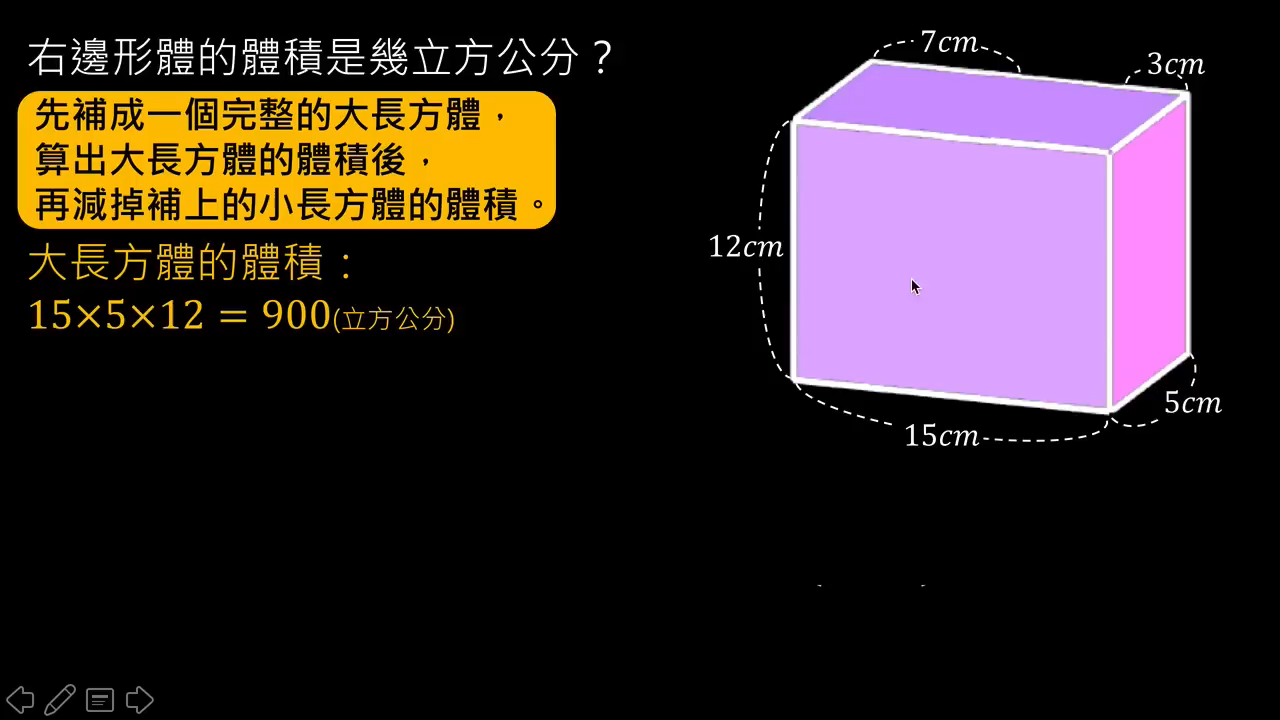 右邊形體的體積是幾立方公分？
先補成一個完整的大長方體，
算出大長方體的體積後，
再減掉補上的小長方體的體積。
大長方體的體積：
15×5×12 = 900(立方公分)
7cm
3cm
12cm
5cm
15cm